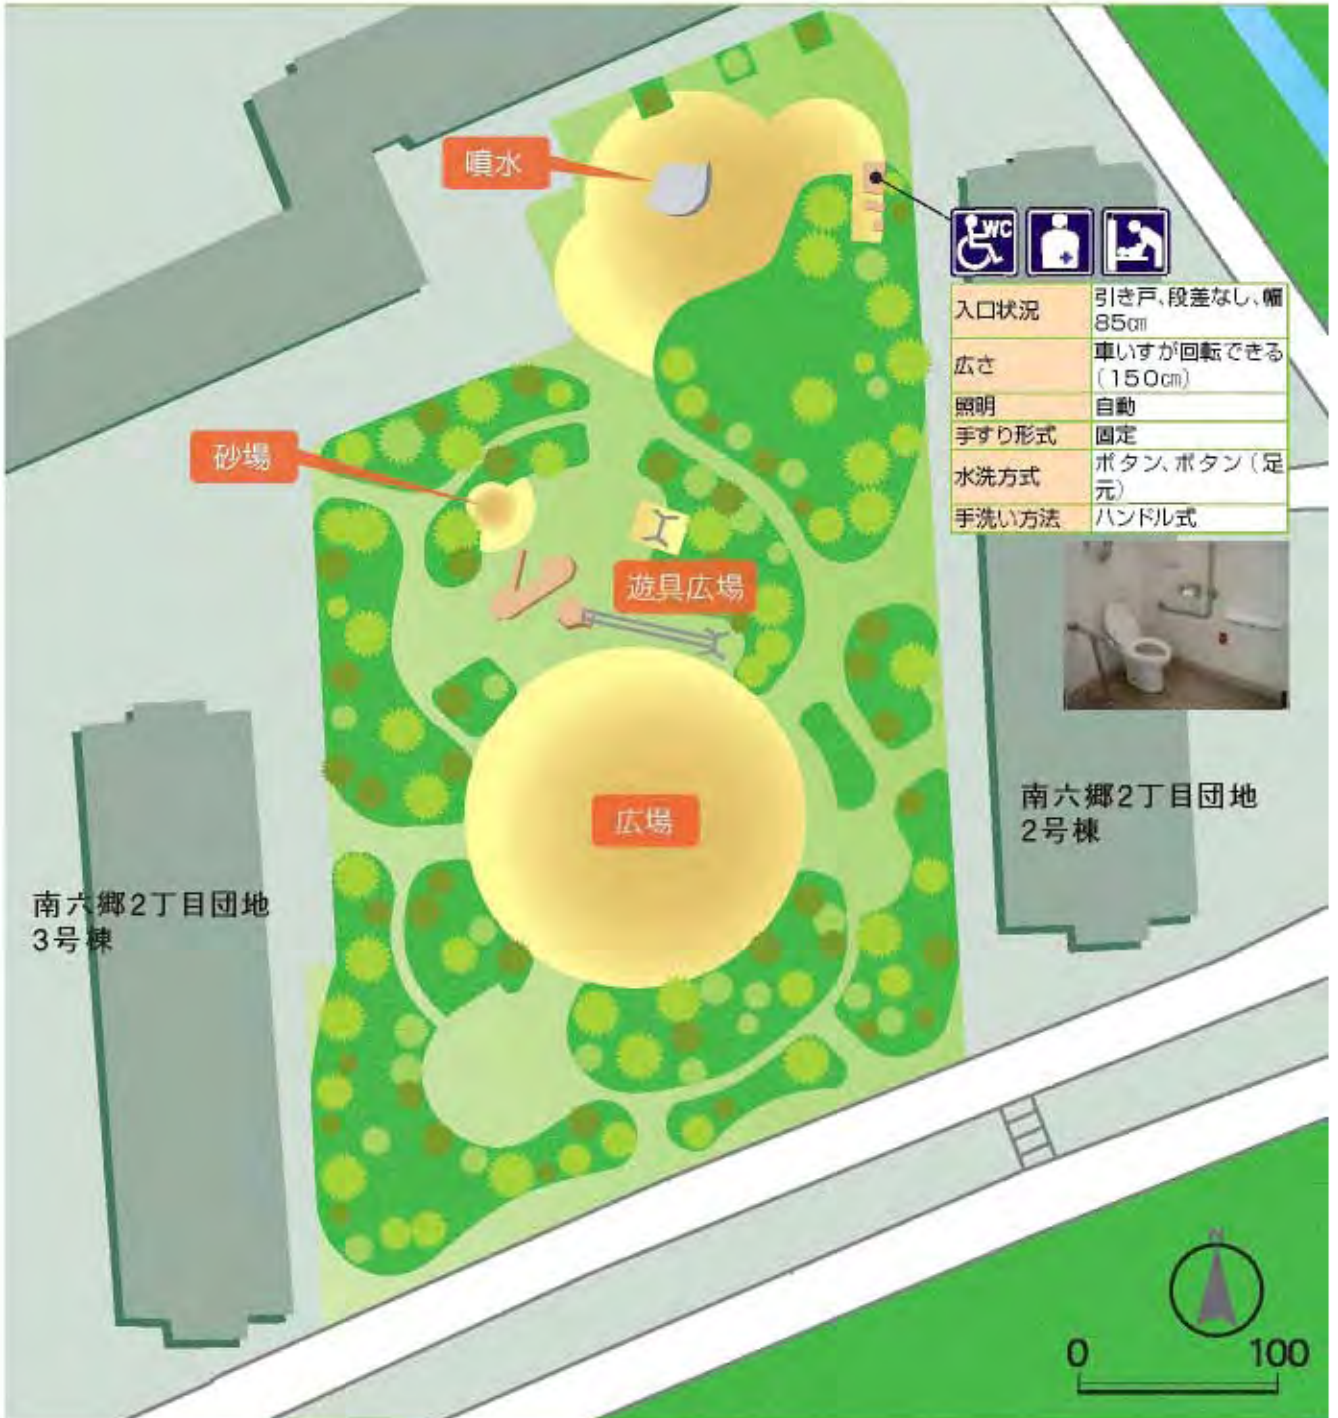 噴水
WC
入口状況
引き戸、段差なし、幅
85㎝
広さ
車いすが回転できる
(150㎝)
照明
自動
手すり形式
固定
水洗方式
ボタン、ボタン(足
元)
手洗い方法
ハンドル式
砂場
遊具広場
広場
南六郷2丁目団地
2号棟
南六郷2丁目団地
3号棟
N
0
100